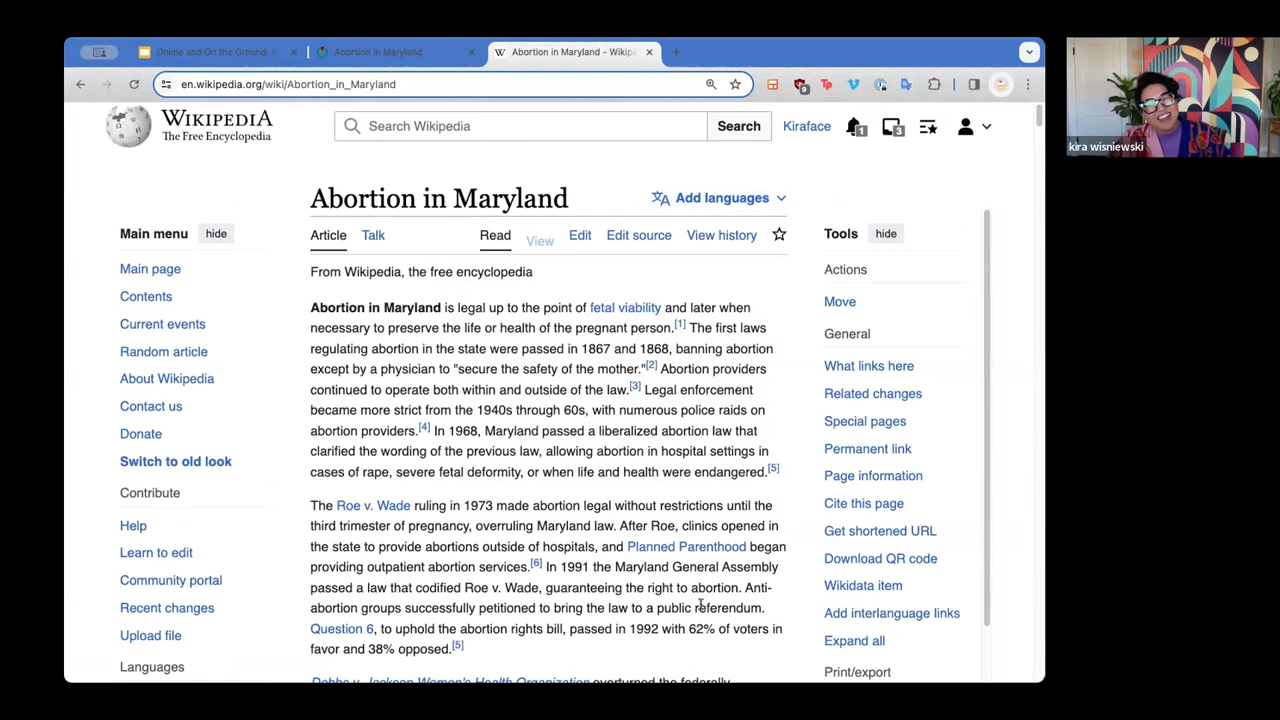 Online and On the Ground:
Abortion in Maryland
Abortion in Maryland - Wikip
en.wikipedia.org/wiki/Abortion_in_Maryland
kira wisniewski
WIKIPEDIA
The Free Encyclopedia
Search Wikipedia
Search
Kiraface
1
3
Abortion in Maryland
Add languages
Main menu
hide
Article
Talk
Read
View
Edit
Edit source
View history
Tools
hide
From Wikipedia, the free encyclopedia
Main page
Contents
Current events
Random article
About Wikipedia
Contact us
Donate
Switch to old look
Contribute
Help
Learn to edit
Community portal
Recent changes
Upload file
Languages
Abortion in Maryland is legal up to the point of fetal viability and later when
necessary to preserve the life or health of the pregnant person.[1] The first laws
regulating abortion in the state were passed in 1867 and 1868, banning abortion
except by a physician to "secure the safety of the mother."[2] Abortion providers
continued to operate both within and outside of the law.[3] Legal enforcement
became more strict from the 1940s through 60s, with numerous police raids on
abortion providers.[4] In 1968, Maryland passed a liberalized abortion law that
clarified the wording of the previous law, allowing abortion in hospital settings in
cases of rape, severe fetal deformity, or when life and health were endangered.[5]
The Roe v. Wade ruling in 1973 made abortion legal without restrictions until the
third trimester of pregnancy, overruling Maryland law. After Roe, clinics opened in
the state to provide abortions outside of hospitals, and Planned Parenthood began
providing outpatient abortion services.[6] In 1991 the Maryland General Assembly
passed a law that codified Roe v. Wade, guaranteeing the right to abortion. Anti-
abortion groups successfully petitioned to bring the law to a public referendum.
Question 6, to uphold the abortion rights bill, passed in 1992 with 62% of voters in
favor and 38% opposed.[5]
Dobbs v. Jackson Women's Health Organization overturned the federally
Actions
Move
General
What links here
Related changes
Special pages
Permanent link
Page information
Cite this page
Get shortened URL
Download QR code
Wikidata item
Add interlanguage links
Expand all
Print/export